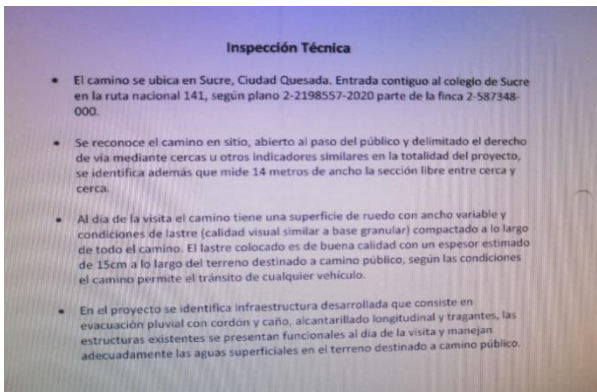 Inspección Técnica
• El camino se ubica en Sucre, Ciudad Quesada. Entrada contiguo al colegio de Sucre
en la ruta nacional 141, según plano 2-2198557-2020 parte de la finca 2-587348-
000.
• Se reconoce el camino en sitio, abierto al paso del público y delimitado el derecho
de vía mediante cercas u otros indicadores similares en la totalidad del proyecto,
se identifica además que mide 14 metros de ancho la sección libre entre cerca y
cerca.
• Al día de la visita el camino tiene una superficie de ruedo con ancho variable y
condiciones de lastre (calidad visual similar a base granular) compactado a lo largo
de todo el camino. El lastre colocado es de buena calidad con un espesor estimado
de 15cm a lo largo del terreno destinado a camino público, según las condiciones
el camino permite el tránsito de cualquier vehículo.
• En el proyecto se identifica infraestructura desarrollada que consiste en
evacuación pluvial con cordón y caño, alcantarillado longitudinal y tragantes, las
estructuras existentes se presentan funcionales al día de la visita y manejan
adecuadamente las aguas superficiales en el terreno destinado a camino público.